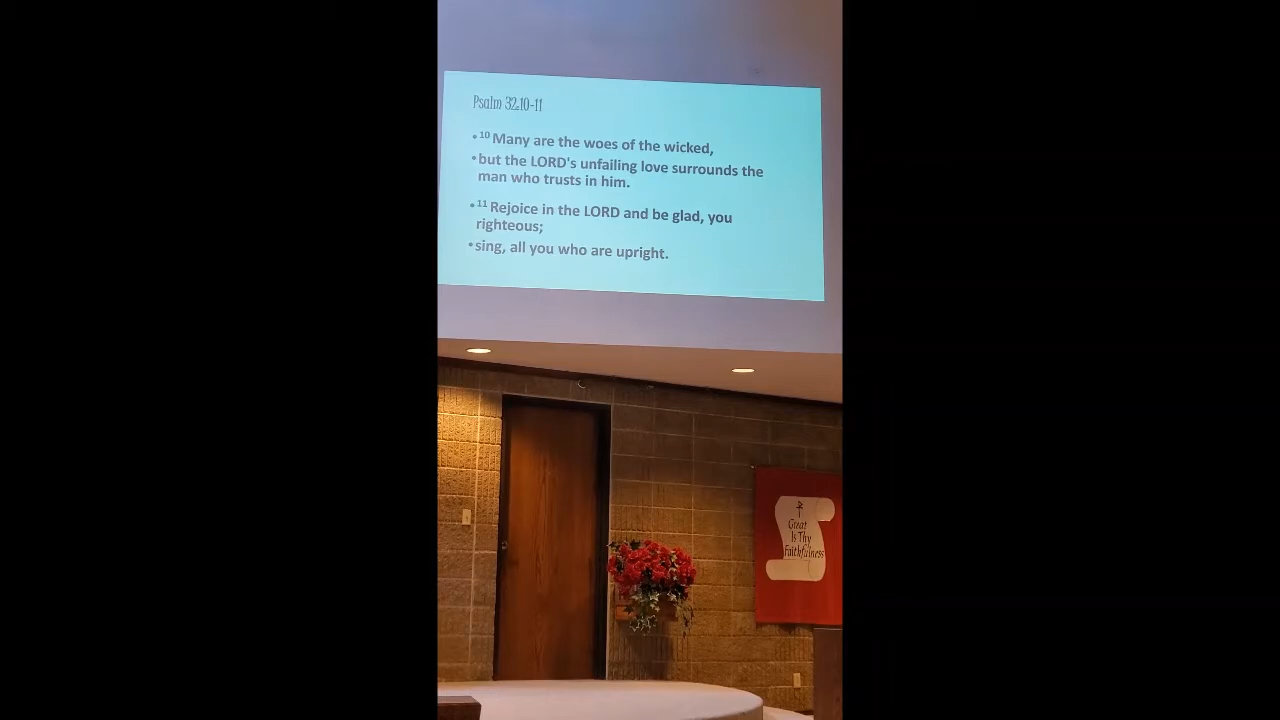 Psalm 32:10-11
•10 Many are the woes of the wicked,
•but the LORD's unfailing love surrounds the
man who trusts in him.
•11 Rejoice in the LORD and be glad, you
righteous;
•sing, all you who are upright.
Great
Is Thy
Faithfulness